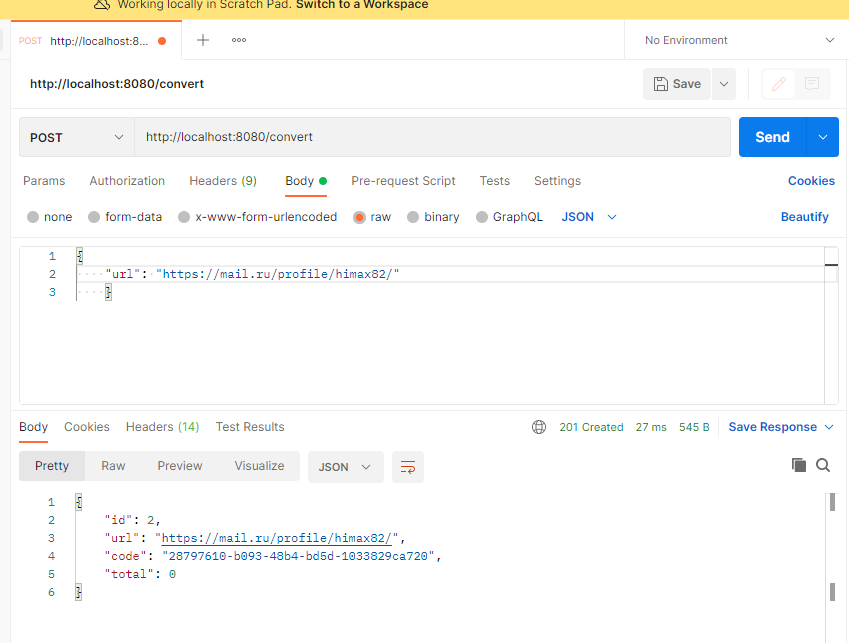 Working locally in Scratch Pad. Switch to a Workspace
POST http://localhost:8... No Environment
http://localhost:8080/convert Save
POST http://localhost:8080/convert Send
Params Authorization Headers (9) Body Pre-request Script Tests Settings Cookies
none form-data x-www-form-urlencoded raw binary GraphQL JSON Beautify
1 {
2 "url": "https://mail.ru/profile/himax82/"
3 }
Body Cookies Headers (14) Test Results 201 Created 27 ms 545 B Save Response
Pretty Raw Preview Visualize JSON
1 {
2 "id": 2,
3 "url": "https://mail.ru/profile/himax82/",
4 "code": "28797610-b093-48b4-bd5d-1033829ca720",
5 "total": 0
6 }